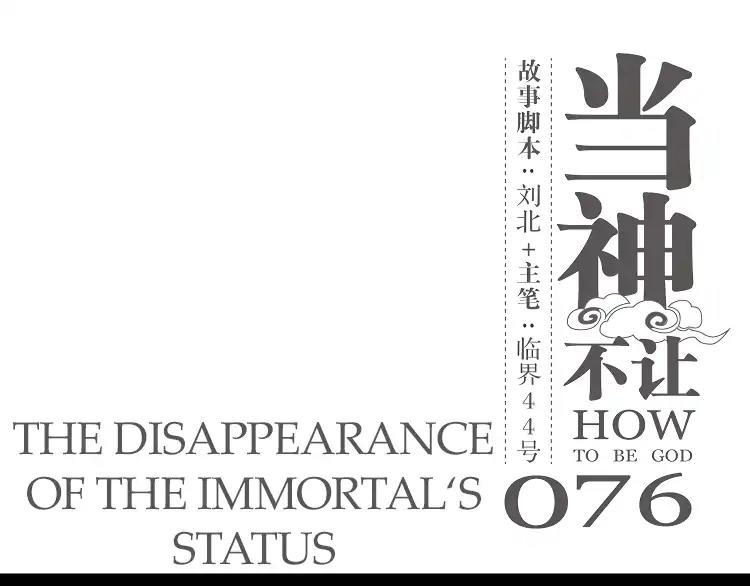 当神不让
HOW
TO BE GOD
076
故事脚本：刘北+主笔：临界44号
THE DISAPPEARANCE
OF THE IMMORTAL‘S
STATUS